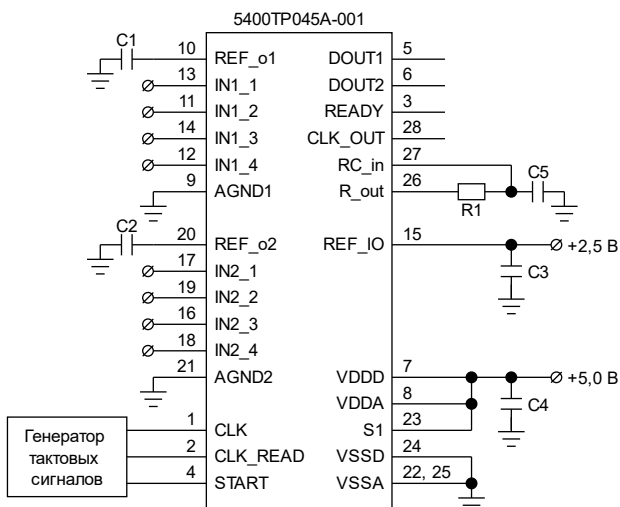 5400ТР045А-001
C1
10 REF_o1 DOUT1 5
13 IN1_1 DOUT2 6
11 IN1_2 READY 3
14 IN1_3 CLK_OUT 28
12 IN1_4 RC_in 27
9 AGND1 R_out 26
R1
C5
C2
20 REF_o2 REF_IO 15 +2,5 В
17 IN2_1
C3
19 IN2_2
16 IN2_3
18 IN2_4
21 AGND2 VDDD 7 +5,0 В
VDDA 8
C4
1 CLK S1 23
2 CLK_READ VSSD 24
4 START VSSA 22, 25
Генератор
тактовых
сигналов